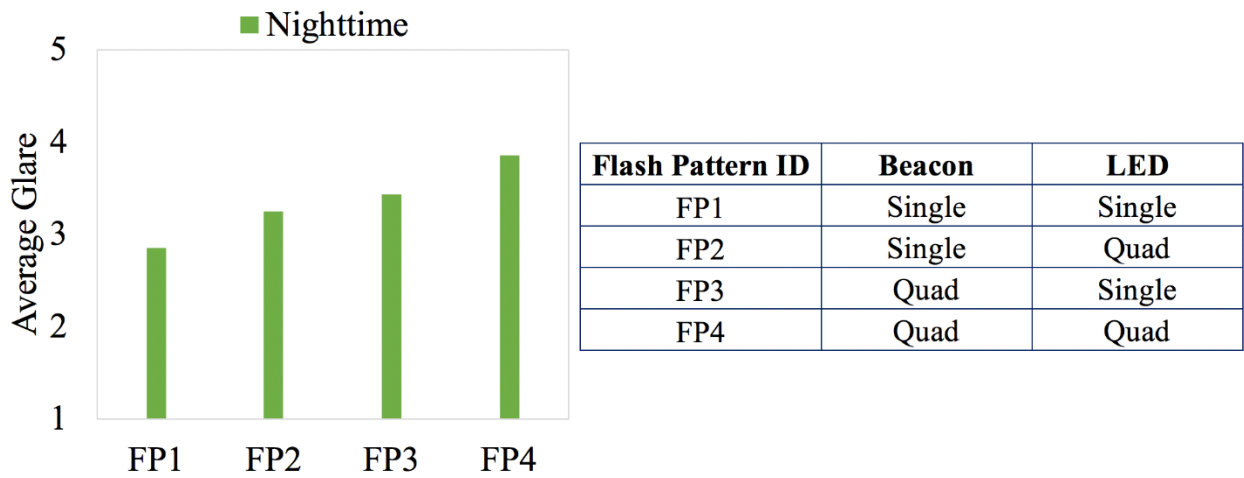 Nighttime
5
4
3
2
1
Average Glare
FP1 FP2 FP3 FP4
Flash Pattern ID Beacon LED
FP1 Single Single
FP2 Single Quad
FP3 Quad Single
FP4 Quad Quad